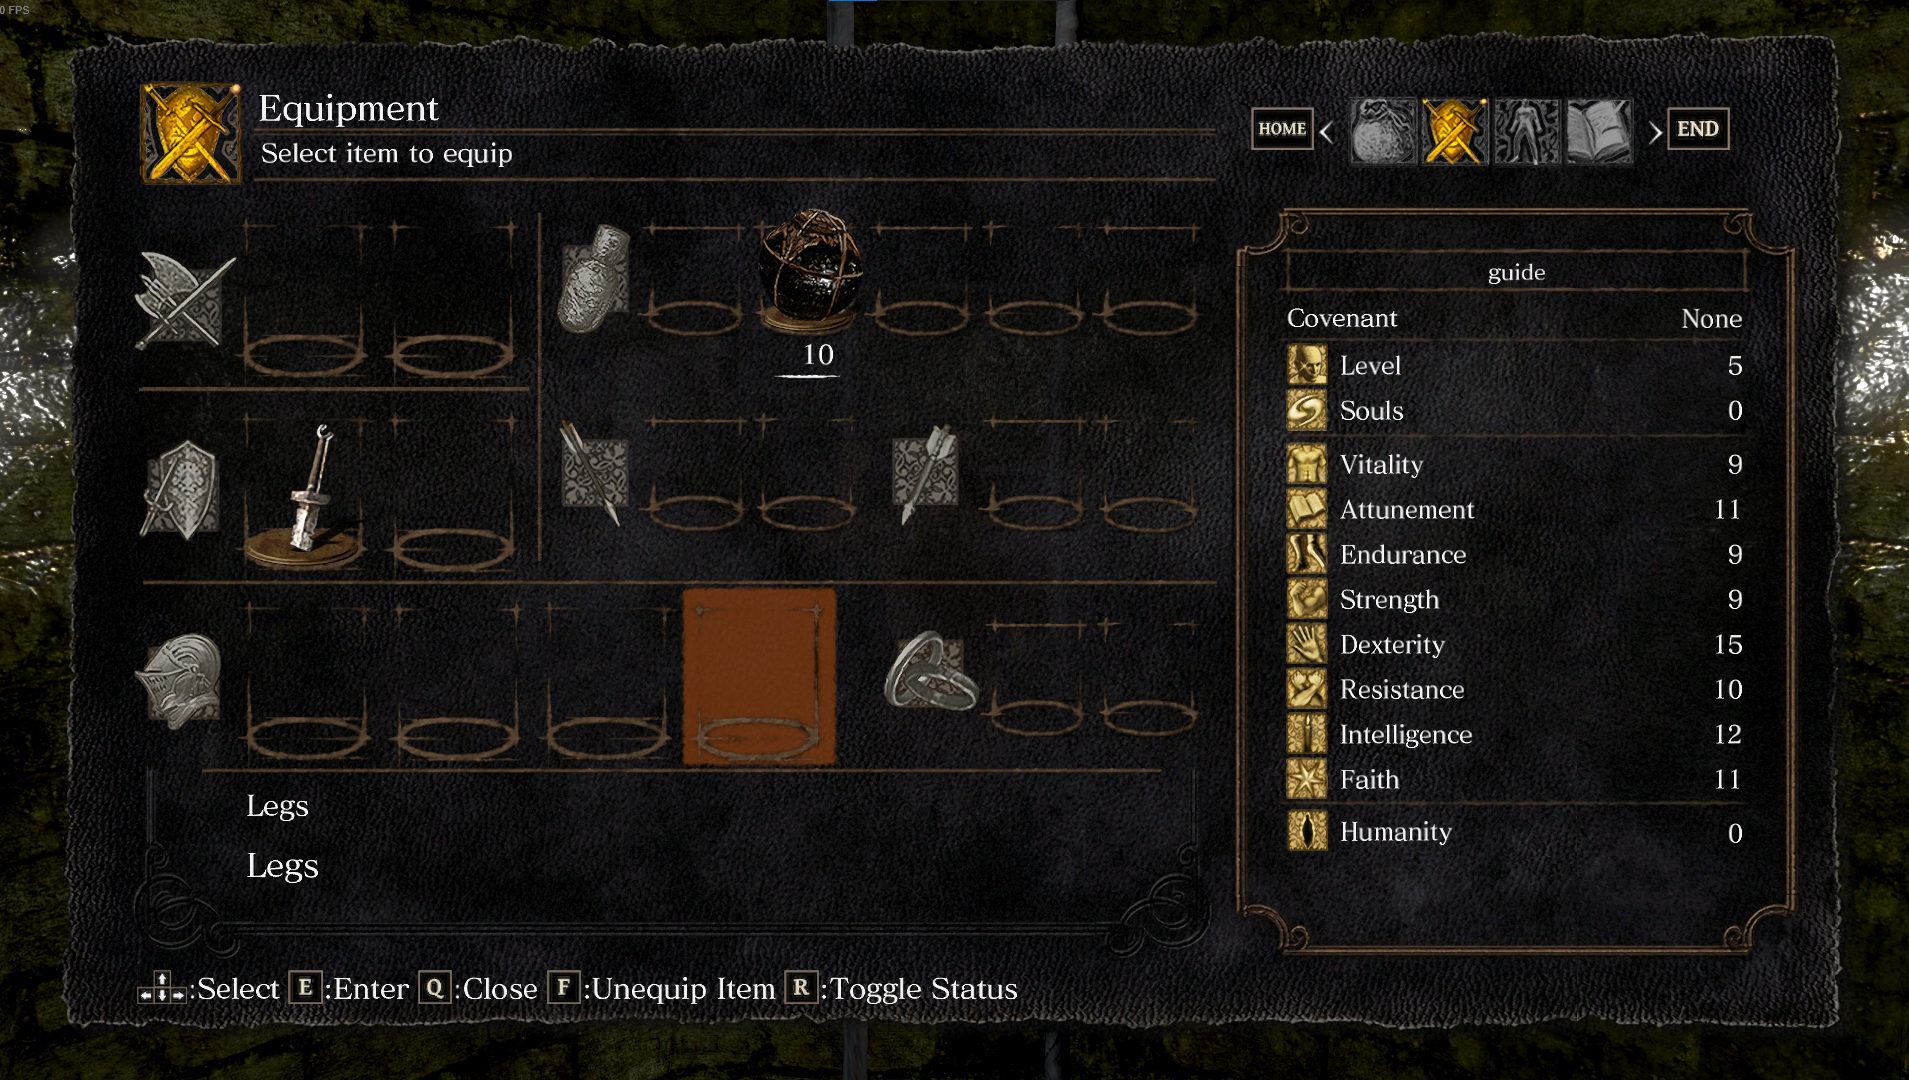 0 FPS
Equipment
Select item to equip
HOME
END
10
guide
Covenant None
Level 5
Souls 0
Vitality 9
Attunement 11
Endurance 9
Strength 9
Dexterity 15
Resistance 10
Intelligence 12
Faith 11
Humanity 0
Legs
Legs
:Select E :Enter Q :Close F :Unequip Item R :Toggle Status